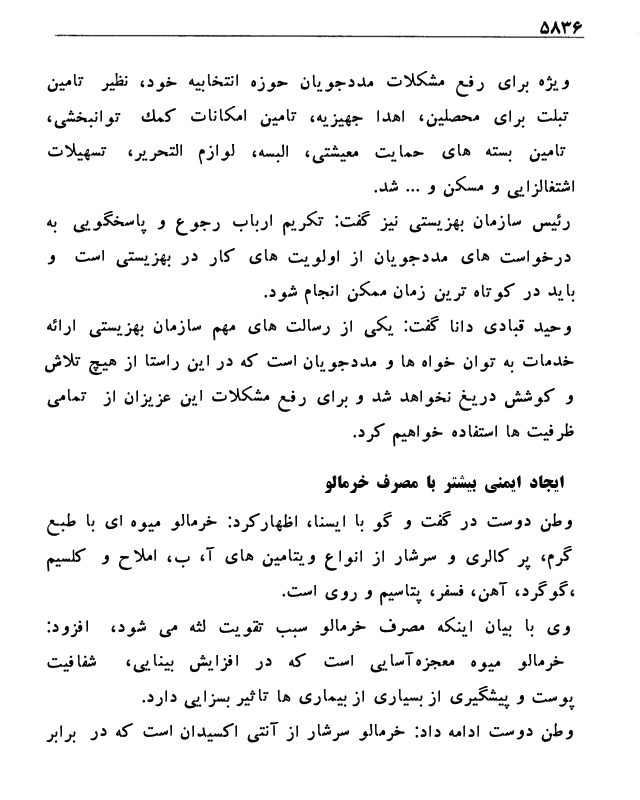 ۵۸۳۶
ویژه برای رفع مشکلات مددجویان حوزه انتخابیه خود، نظیر تامین
تبلت برای محصلین، اهدا جهیزیه، تامین امکانات کمك توانبخشی،
تامین بسته های حمایت معیشتی، البسه، لوازم التحریر، تسهیلات
اشتغالزایی و مسکن و ... شد.
رئیس سازمان بهزیستی نیز گفت: تکریم ارباب رجوع و پاسخگویی به
درخواست های مددجویان از اولویت های کار در بهزیستی است و
باید در کوتاه ترین زمان ممکن انجام شود.
وحید قبادی دانا گفت: یکی از رسالت های مهم سازمان بهزیستی ارائه
خدمات به توان خواه ها و مددجویان است که در این راستا از هیچ تلاش
و کوشش دریغ نخواهد شد و برای رفع مشکلات این عزیزان از تمامی
ظرفیت ها استفاده خواهیم کرد.
ایجاد ایمنی بیشتر با مصرف خرمالو
وطن دوست در گفت و گو با ایسنا، اظهارکرد: خرمالو میوه ای با طبع
گرم، پر کالری و سرشار از انواع ویتامین های آ، ب، املاح و کلسیم
،گوگرد، آهن، فسفر، پتاسیم و روی است.
وی با بیان اینکه مصرف خرمالو سبب تقویت لثه می شود، افزود:
خرمالو میوه معجزه‌آسایی است که در افزایش بینایی، شفافیت
پوست و پیشگیری از بسیاری از بیماری ها تاثیر بسزایی دارد.
وطن دوست ادامه داد: خرمالو سرشار از آنتی اکسیدان است که در برابر